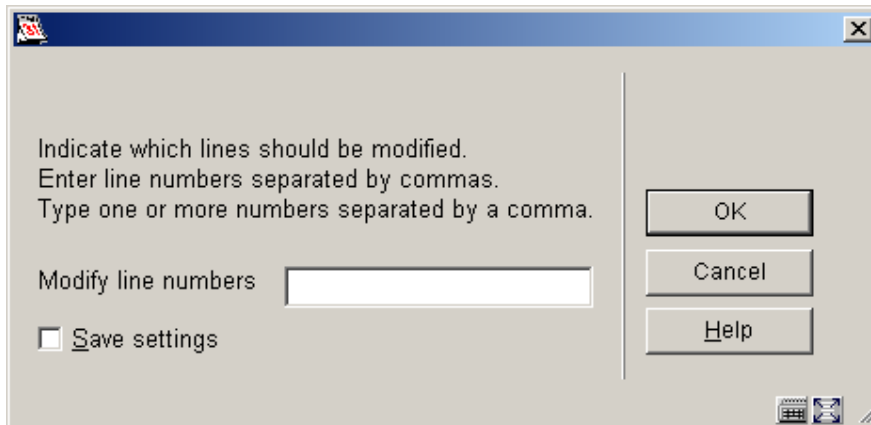 Indicate which lines should be modified.
Enter line numbers separated by commas.
Type one or more numbers separated by a comma.
Modify line numbers
Save settings
OK
Cancel
Help